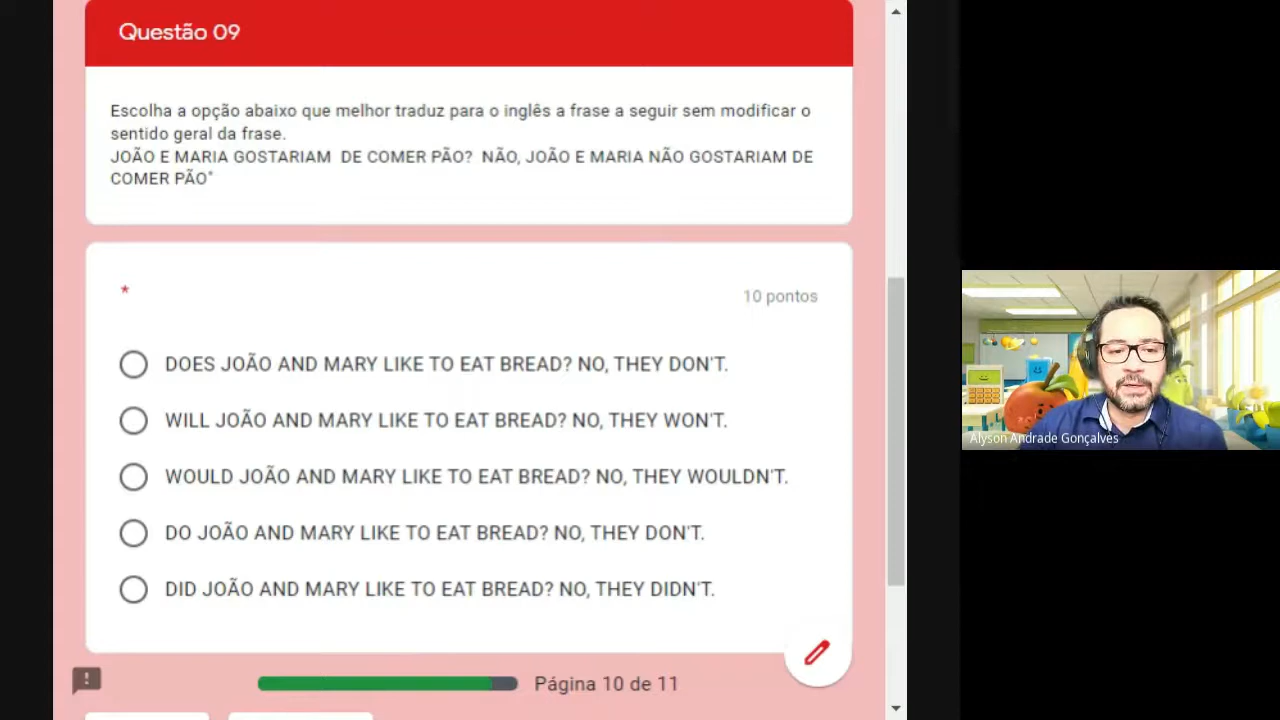 Questão 09
Escolha a opção abaixo que melhor traduz para o inglês a frase a seguir sem modificar o
sentido geral da frase.
JOÃO E MARIA GOSTARIAM DE COMER PÃO? NÃO, JOÃO E MARIA NÃO GOSTARIAM DE
COMER PÃO"
*
10 pontos
DOES JOÃO AND MARY LIKE TO EAT BREAD? NO, THEY DON'T.
WILL JOÃO AND MARY LIKE TO EAT BREAD? NO, THEY WON'T.
WOULD JOÃO AND MARY LIKE TO EAT BREAD? NO, THEY WOULDN'T.
DO JOÃO AND MARY LIKE TO EAT BREAD? NO, THEY DON'T.
DID JOÃO AND MARY LIKE TO EAT BREAD? NO, THEY DIDN'T.
Página 10 de 11
Alyson Andrade Gonçalves